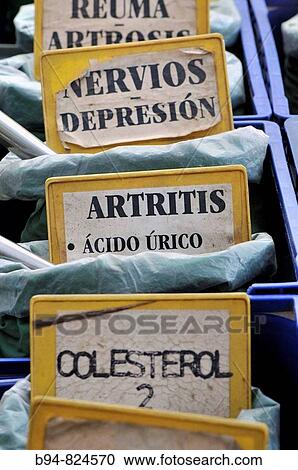 REUMA
ARTROSIS
NERVIOS
-
DEPRESIÓN
ARTRITIS
• ÁCIDO ÚRICO
FOTOSEARCH
COLESTEROL
2
b94-824570 www.fotosearch.com